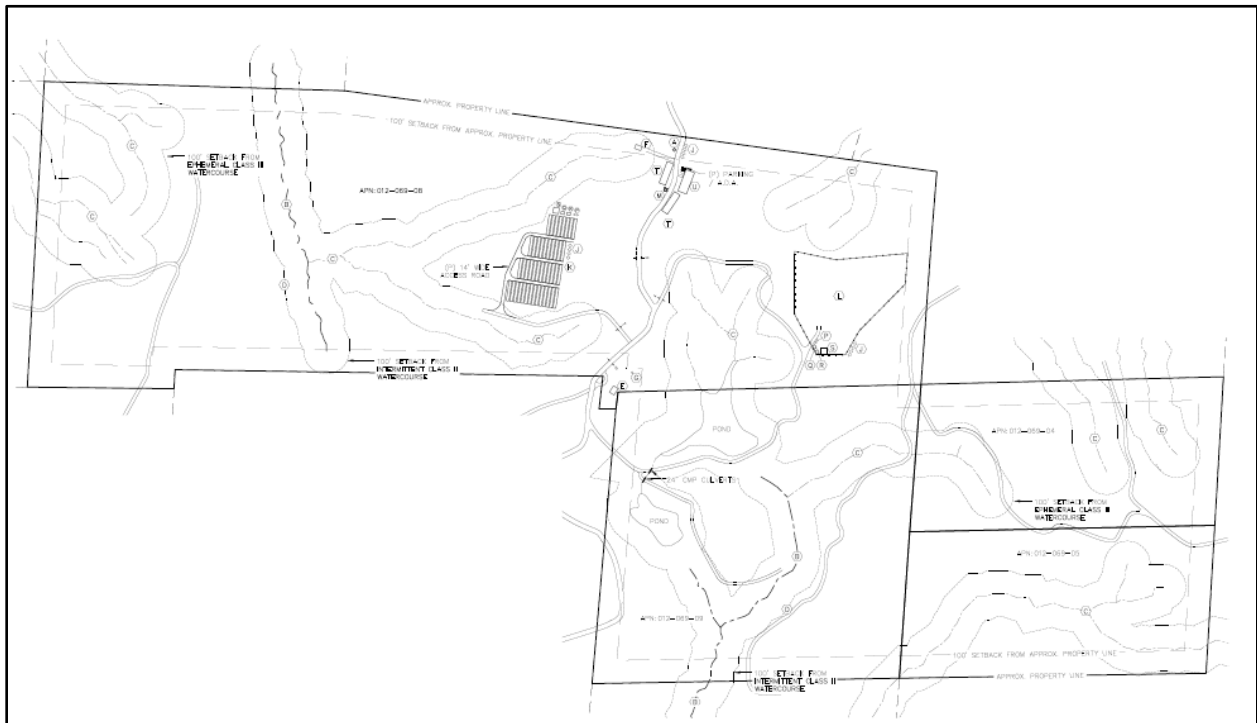 APPROX. PROPERTY LINE
100' SETBACK FROM APPROX. PROPERTY LINE
100' SETBACK FROM
EPHEMERAL CLASS III
WATERCOURSE
C
C
C
B
D
C
C
APN: 012-069-08
(P) 14' WIDE
ACCESS ROAD
J
K
F
A
J
T
(P) PARKING
/ A.D.A.
M
U
T
C
L
P
S
J
Q
R
C
100' SETBACK FROM
INTERMITTENT CLASS II
WATERCOURSE
G
E
POND
C
24" CMP CULVERTS
POND
B
D
APN: 012-069-09
APN: 012-069-04
C
C
100' SETBACK FROM
EPHEMERAL CLASS III
WATERCOURSE
APN: 012-069-05
C
100' SETBACK FROM APPROX. PROPERTY LINE
APPROX. PROPERTY LINE
100' SETBACK FROM
INTERMITTENT CLASS II
WATERCOURSE
(B)